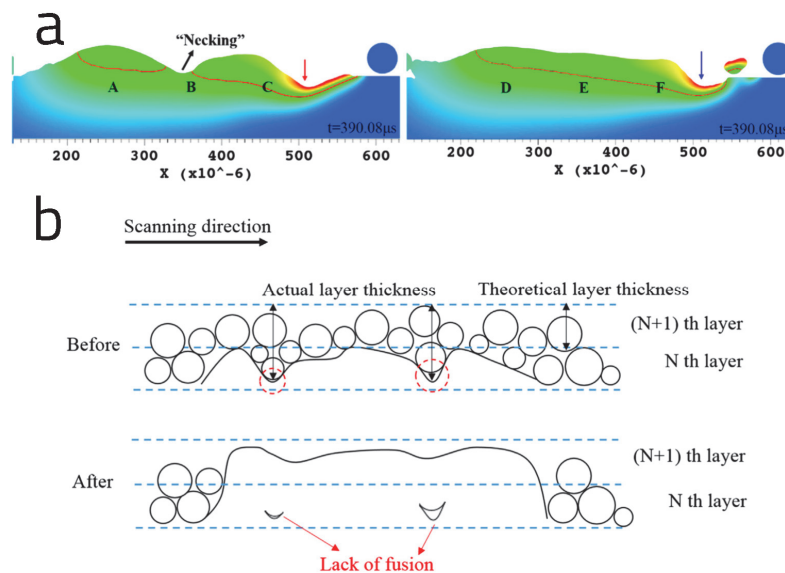 a
"Necking"
A B C
t=390.08μs
200 300 400 500 600
X (x10^-6)
D E F
t=390.08μs
200 300 400 500 600
X (x10^-6)
b
Scanning direction
Actual layer thickness
Theoretical layer thickness
Before
(N+1) th layer
N th layer
After
(N+1) th layer
N th layer
Lack of fusion